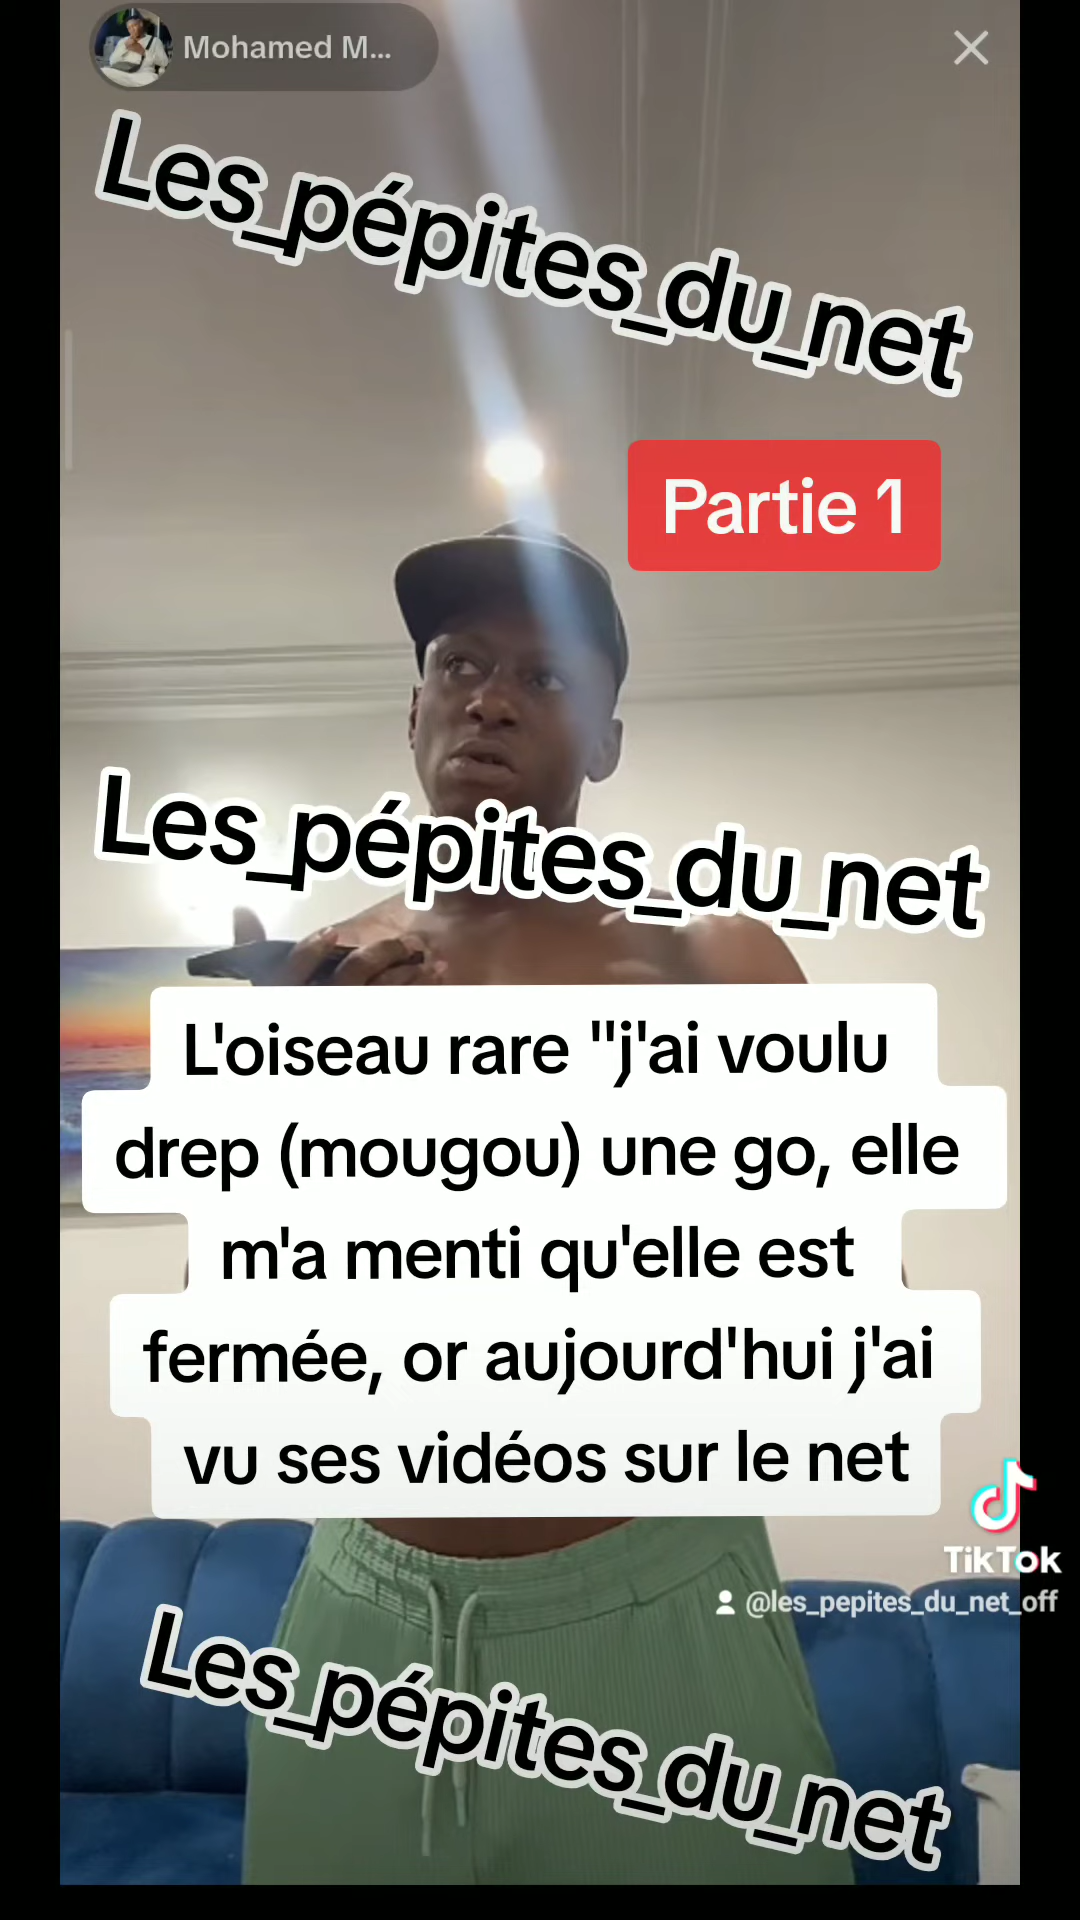 Mohamed M...
Les_pépites_du_net
Partie 1
Les_pépites_du_net
L'oiseau rare "j'ai voulu
drep (mougou) une go, elle
m'a menti qu'elle est
fermée, or aujourd'hui j'ai
vu ses vidéos sur le net
TikTok
@les_pepites_du_net_off
Les_pépites_du_net